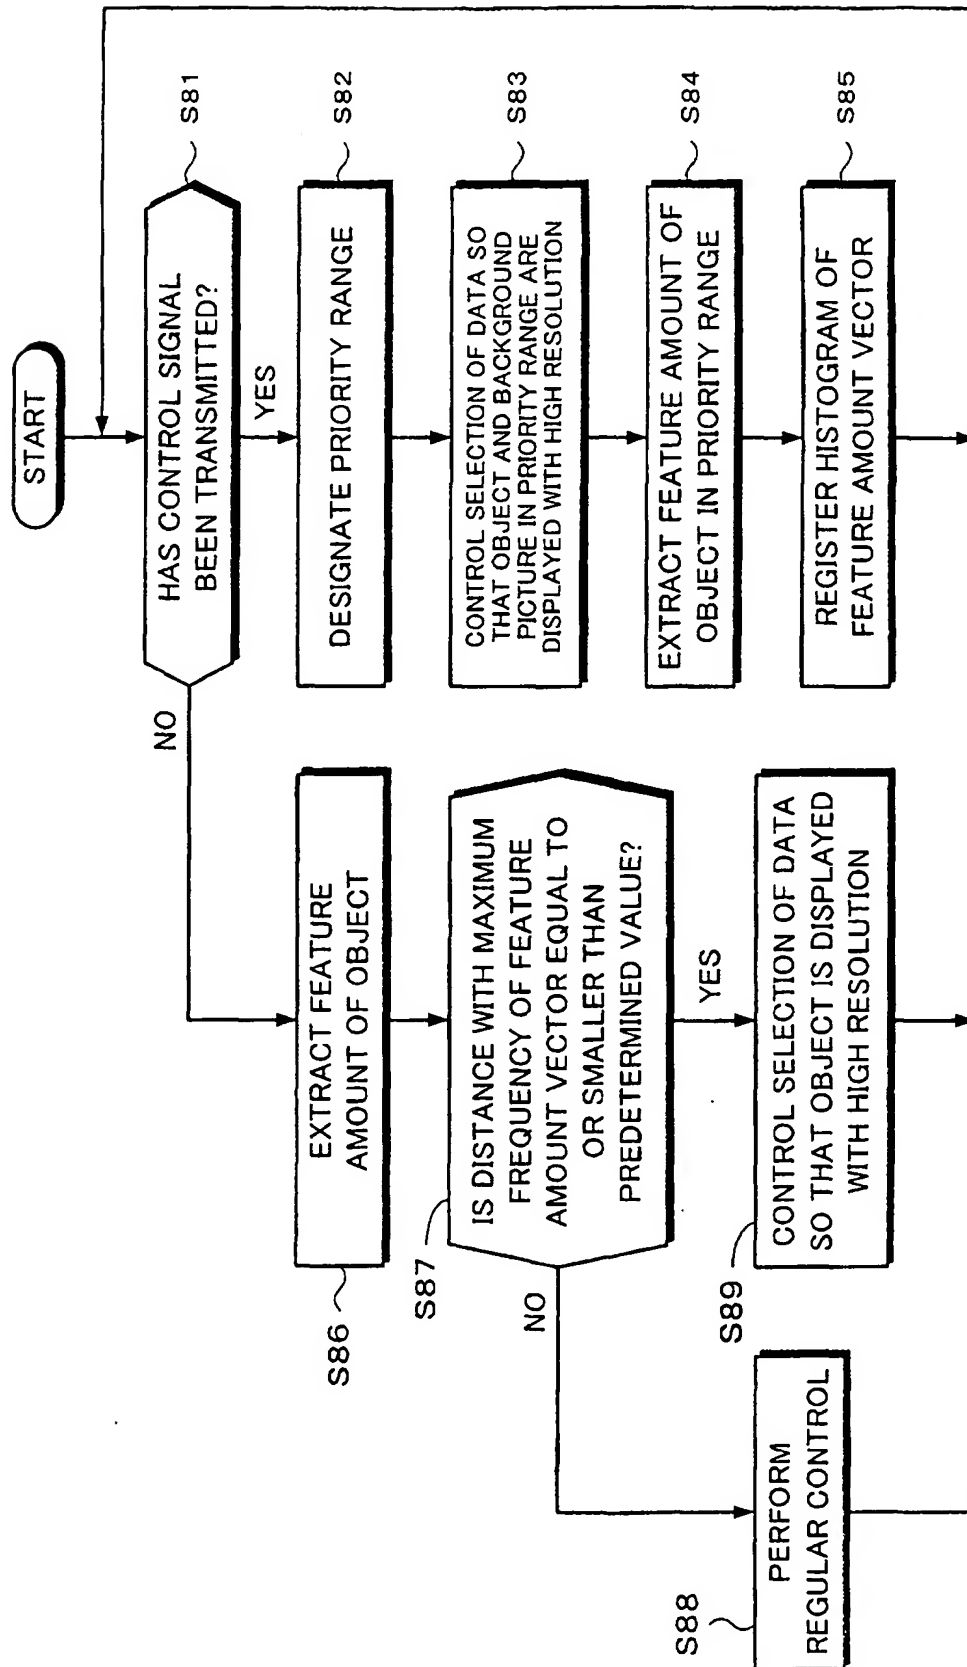 START
HAS CONTROL SIGNAL
BEEN TRANSMITTED?
S81
YES
NO
DESIGNATE PRIORITY RANGE
S82
CONTROL SELECTION OF DATA SO
THAT OBJECT AND BACKGROUND
PICTURE IN PRIORITY RANGE ARE
DISPLAYED WITH HIGH RESOLUTION
S83
EXTRACT FEATURE AMOUNT OF
OBJECT IN PRIORITY RANGE
S84
REGISTER HISTOGRAM OF
FEATURE AMOUNT VECTOR
S85
EXTRACT FEATURE
AMOUNT OF OBJECT
S86
IS DISTANCE WITH MAXIMUM
FREQUENCY OF FEATURE
AMOUNT VECTOR EQUAL TO
OR SMALLER THAN
PREDETERMINED VALUE?
S87
NO
YES
PERFORM
REGULAR CONTROL
S88
CONTROL SELECTION OF DATA
SO THAT OBJECT IS DISPLAYED
WITH HIGH RESOLUTION
S89